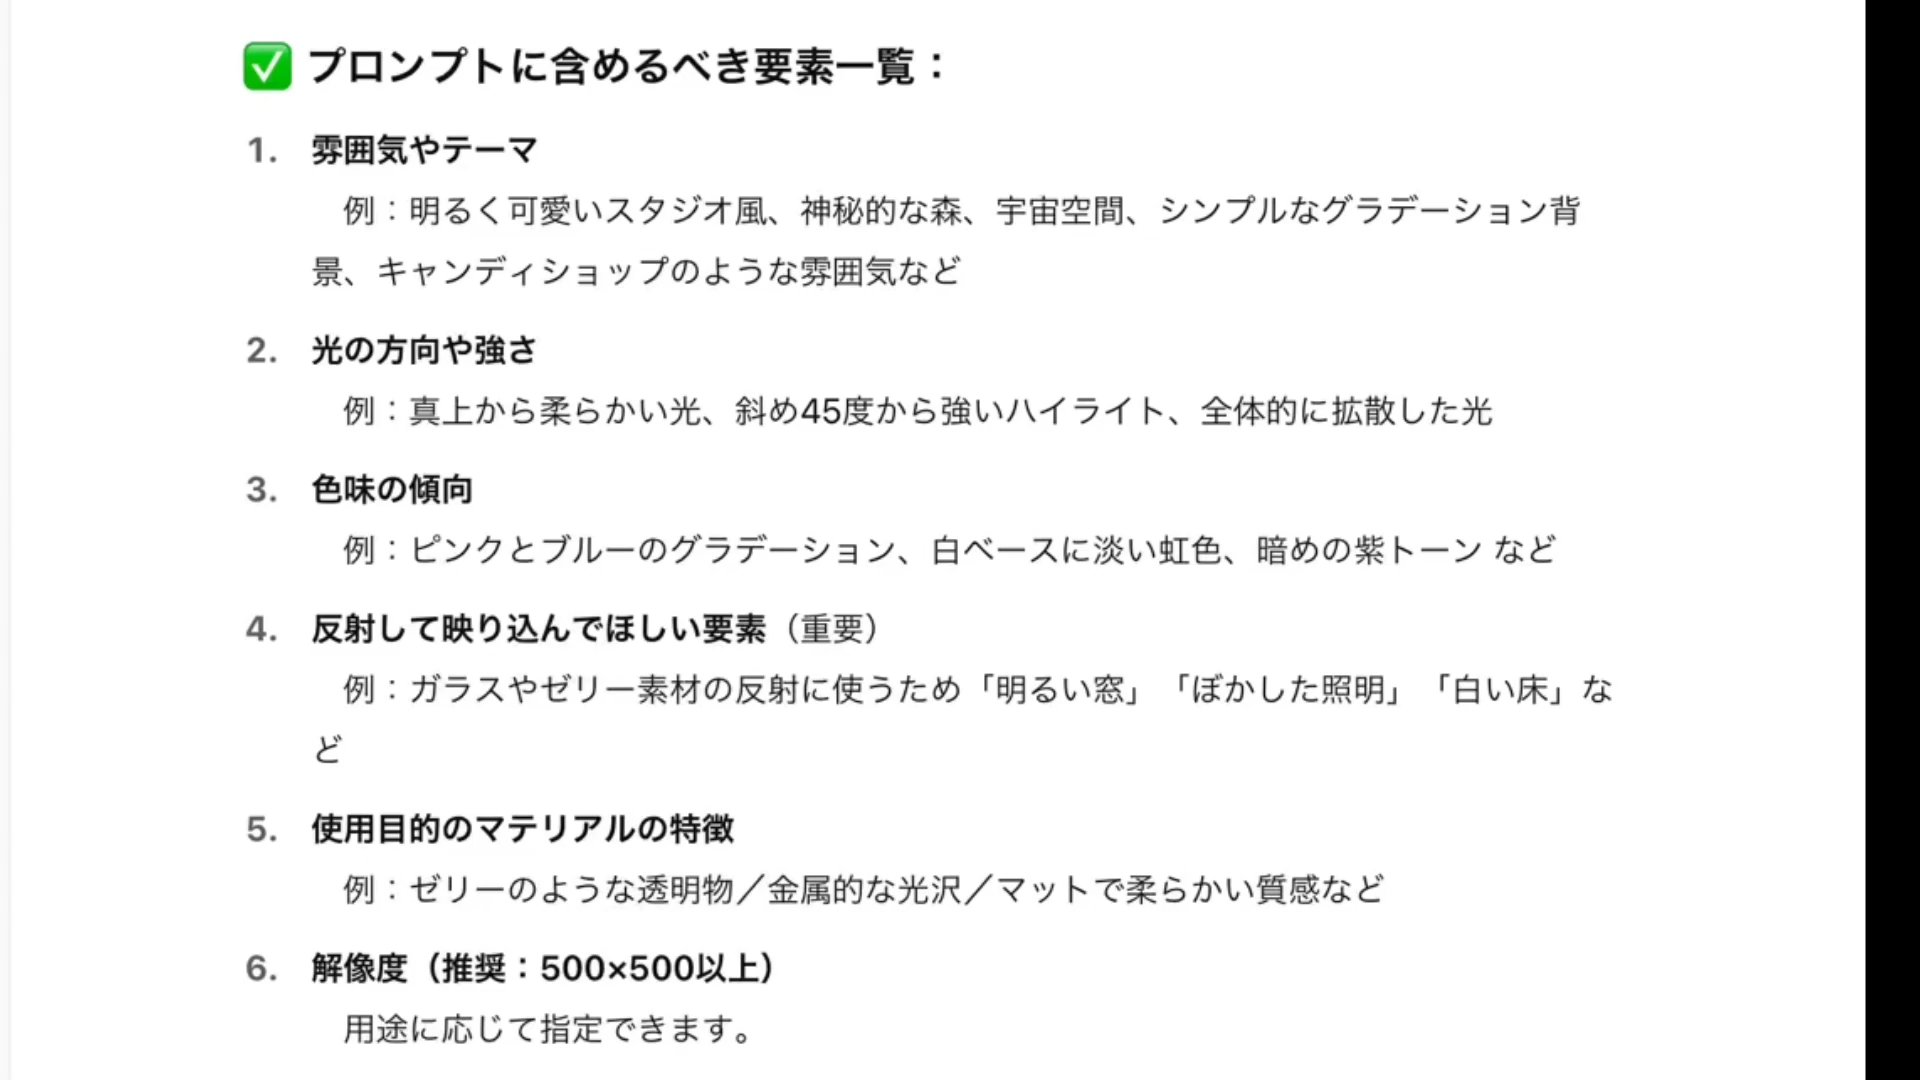 ✅ プロンプトに含めるべき要素一覧：
1. 雰囲気やテーマ
例：明るく可愛いスタジオ風、神秘的な森、宇宙空間、シンプルなグラデーション背
景、キャンディショップのような雰囲気など
2. 光の方向や強さ
例：真上から柔らかい光、斜め45度から強いハイライト、全体的に拡散した光
3. 色味の傾向
例：ピンクとブルーのグラデーション、白ベースに淡い虹色、暗めの紫トーン など
4. 反射して映り込んでほしい要素（重要）
例：ガラスやゼリー素材の反射に使うため「明るい窓」「ぼかした照明」「白い床」な
ど
5. 使用目的のマテリアルの特徴
例：ゼリーのような透明物／金属的な光沢／マットで柔らかい質感など
6. 解像度（推奨：500×500以上）
用途に応じて指定できます。